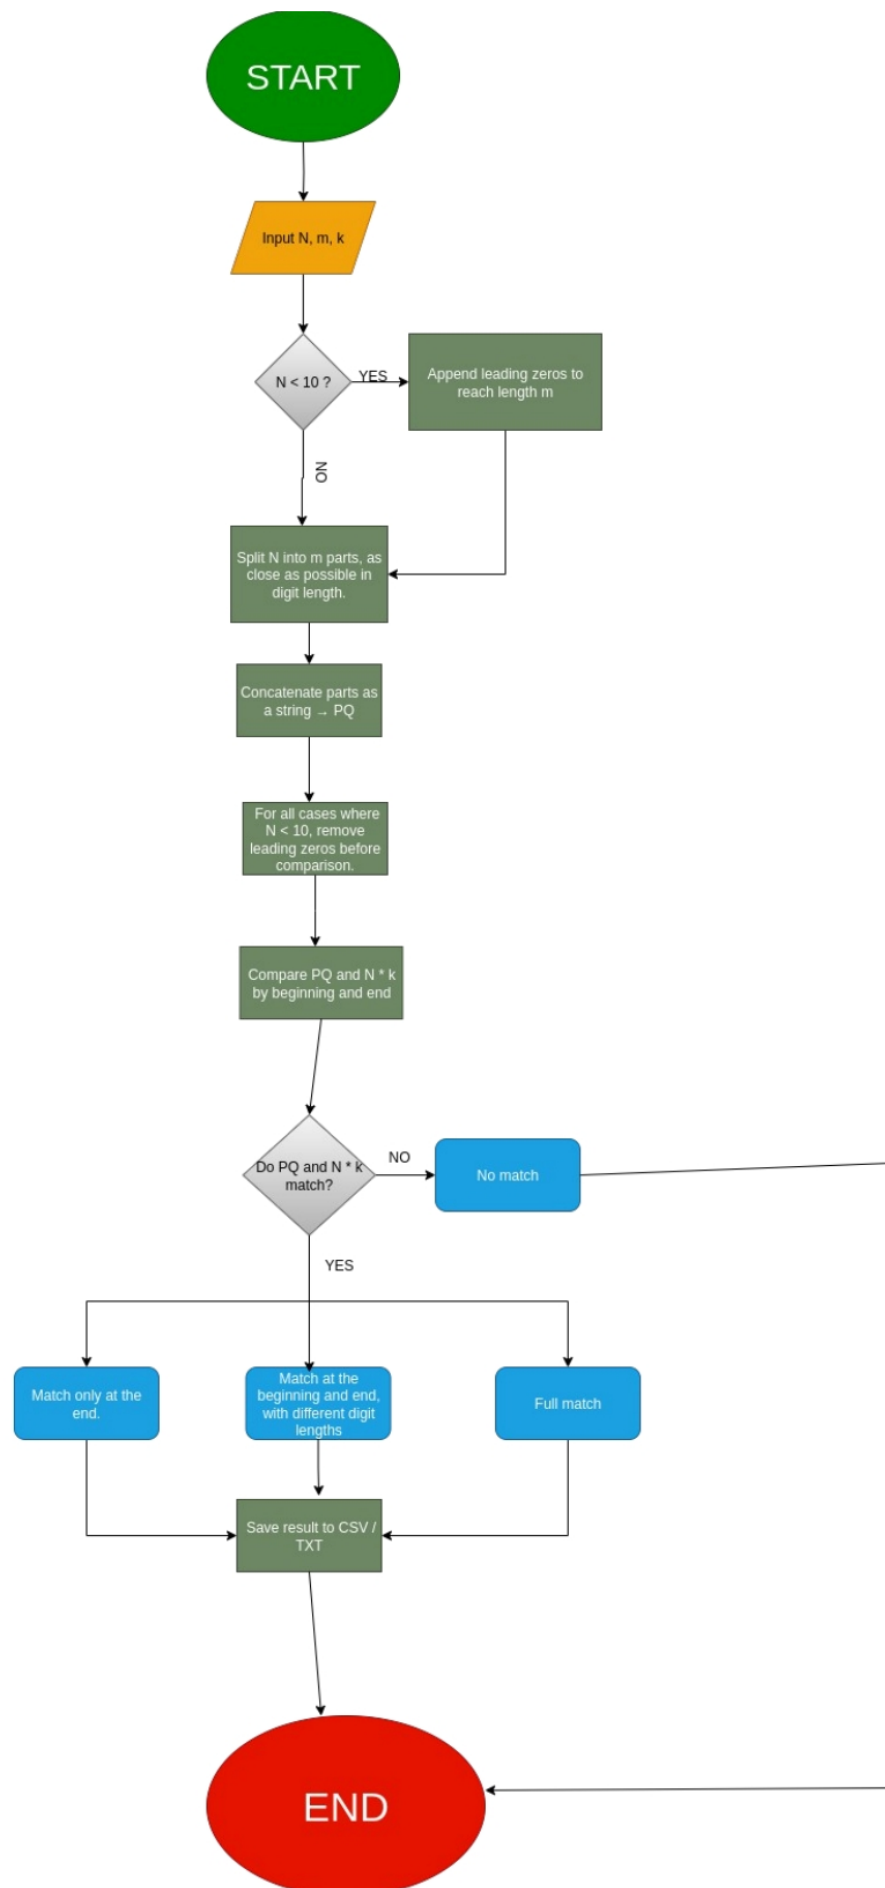 START
Input N, m, k
N < 10 ?
YES
Append leading zeros to
reach length m
NO
Split N into m parts, as
close as possible in
digit length.
Concatenate parts as
a string → PQ
For all cases where
N < 10, remove
leading zeros before
comparison.
Compare PQ and N * k
by beginning and end
Do PQ and N * k
match?
NO
No match
YES
Match only at the
end.
Match at the
beginning and end,
with different digit
lengths
Full match
Save result to CSV /
TXT
END